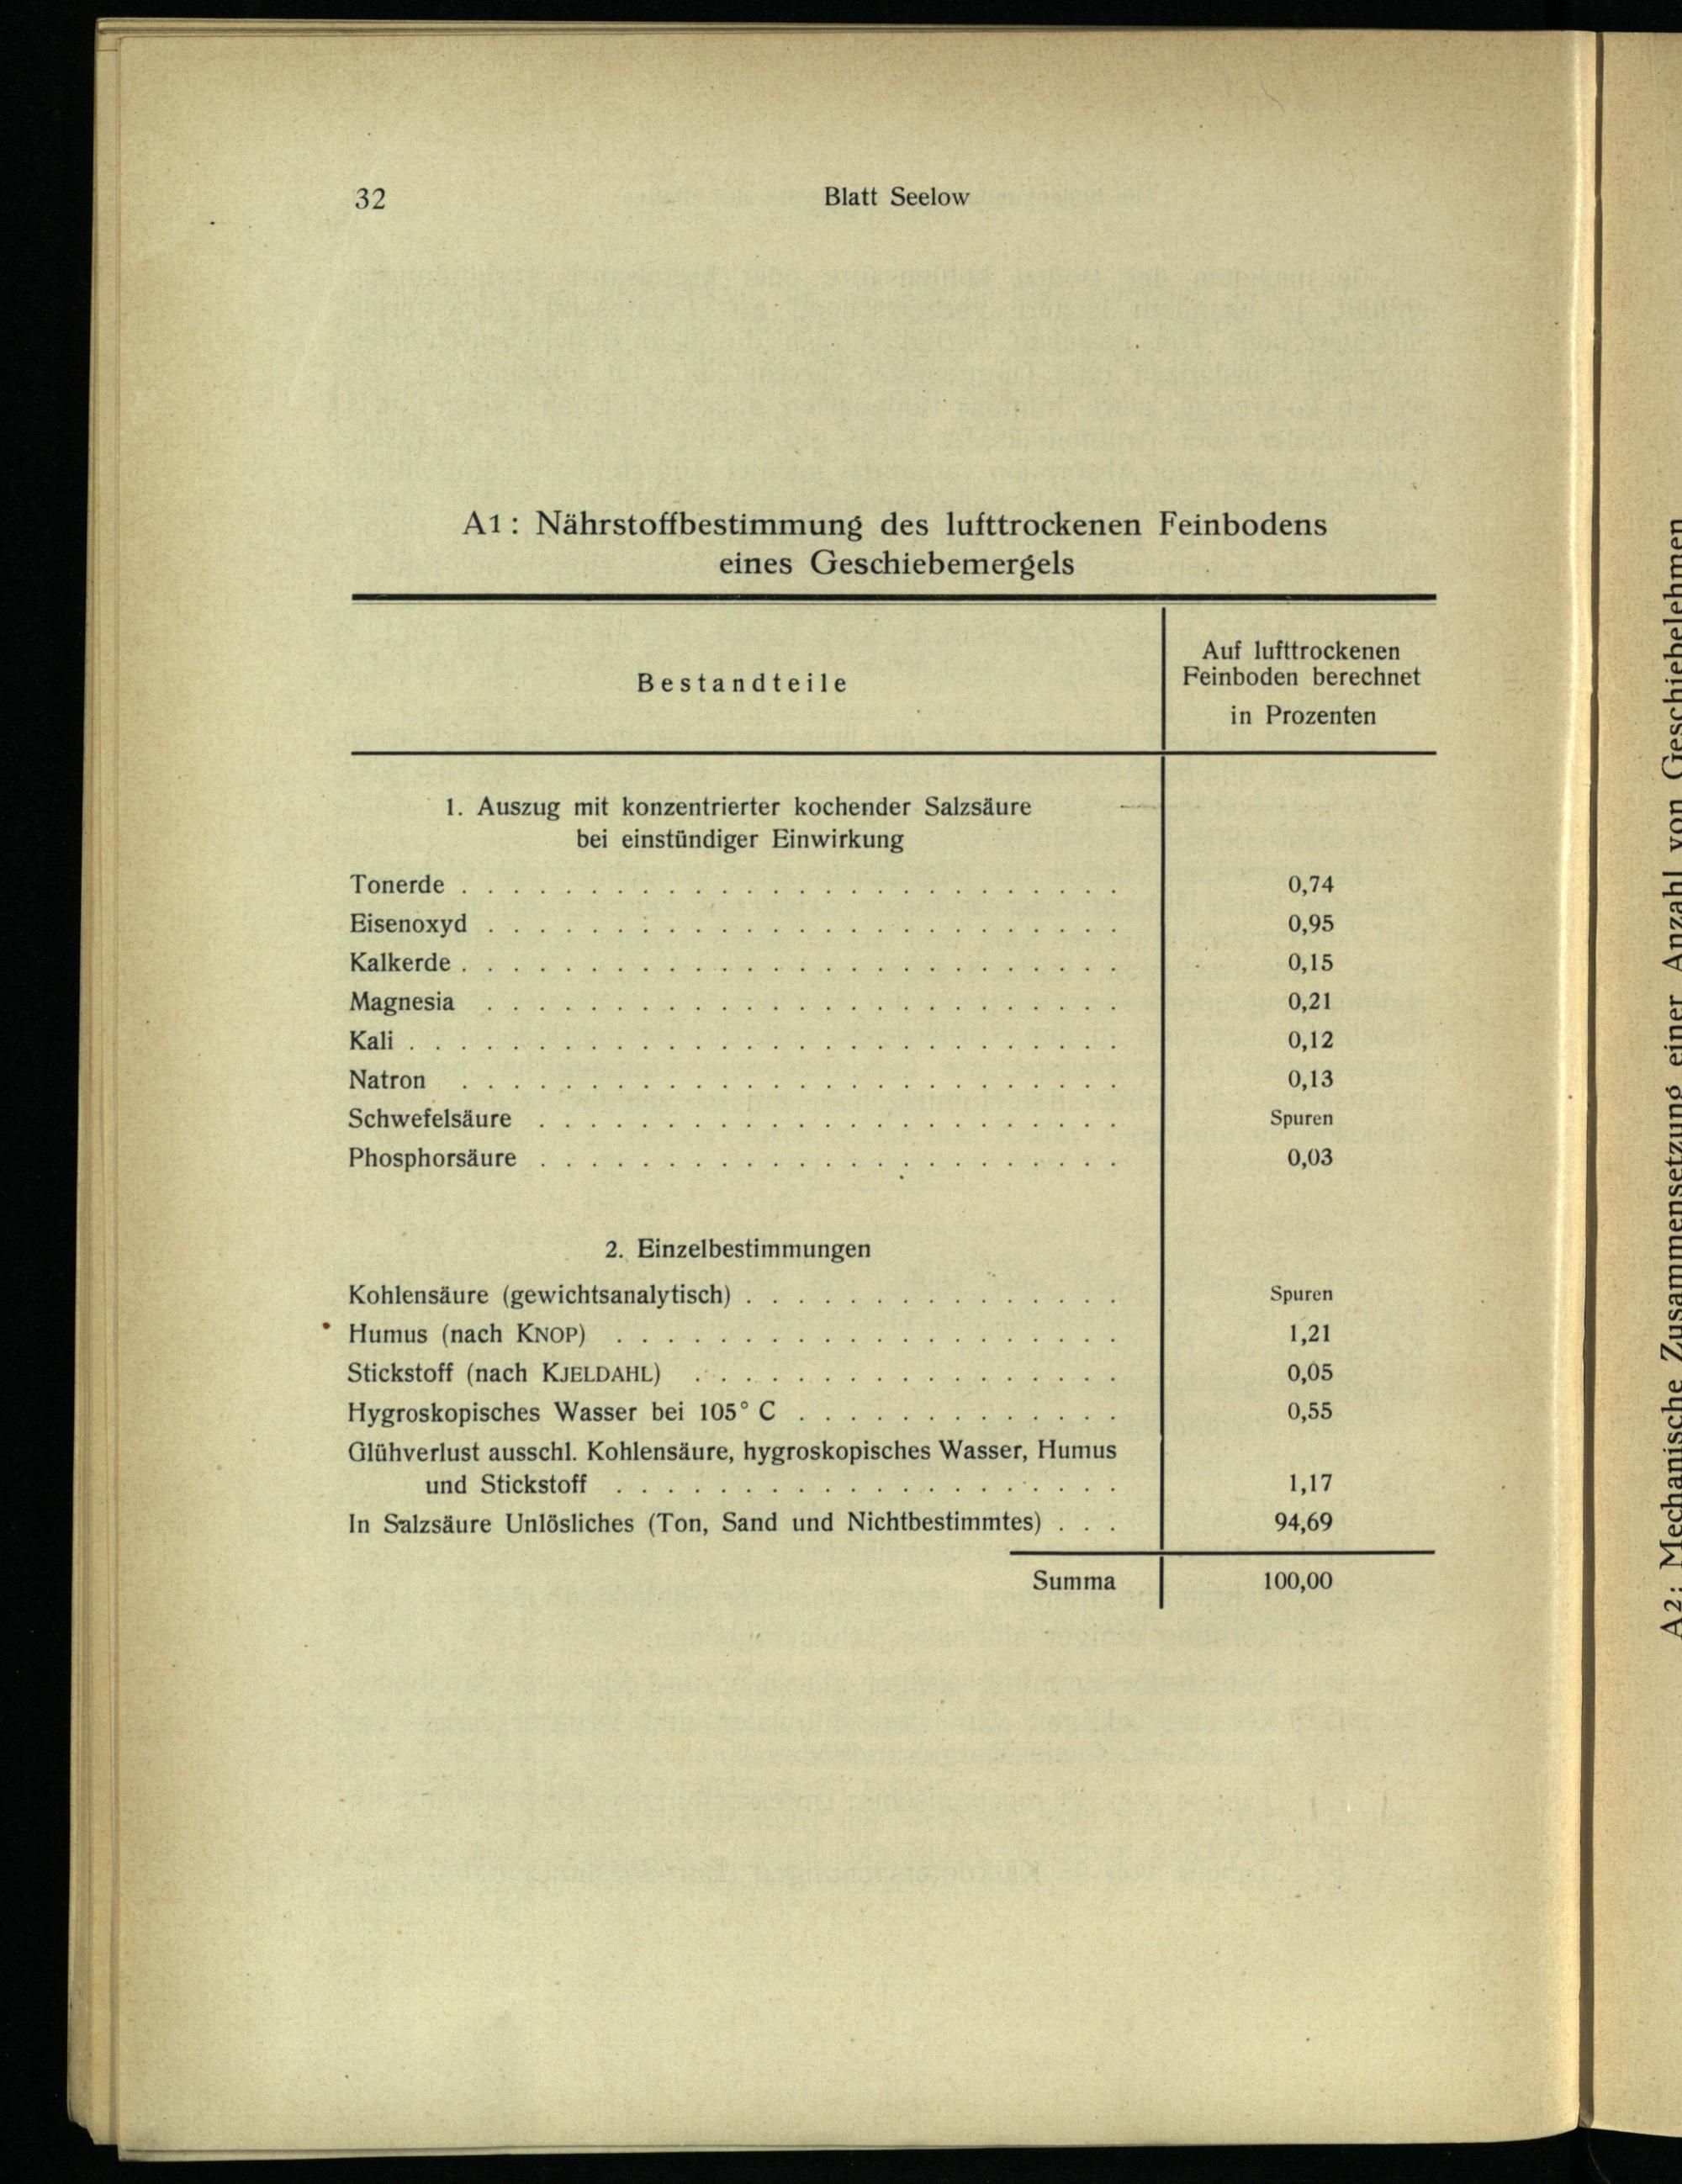 32
Blatt Seelow
A1: Nährstoffbestimmung des lufttrockenen Feinbodens
eines Geschiebemergels
Bestandteile
Auf lufttrockenen
Feinboden berechnet
in Prozenten
1. Auszug mit konzentrierter kochender Salzsäure
bei einstündiger Einwirkung
Tonerde . . . . . . . . . . . . . . . . . . . . . . . . . . 0,74
Eisenoxyd . . . . . . . . . . . . . . . . . . . . . . . . . 0,95
Kalkerde . . . . . . . . . . . . . . . . . . . . . . . . . . 0,15
Magnesia . . . . . . . . . . . . . . . . . . . . . . . . . 0,21
Kali . . . . . . . . . . . . . . . . . . . . . . . . . . . . 0,12
Natron . . . . . . . . . . . . . . . . . . . . . . . . . . 0,13
Schwefelsäure . . . . . . . . . . . . . . . . . . . . . . . Spuren
Phosphorsäure . . . . . . . . . . . . . . . . . . . . . . . 0,03
2. Einzelbestimmungen
Kohlensäure (gewichtsanalytisch) . . . . . . . . . . . . . . . Spuren
Humus (nach KNOP) . . . . . . . . . . . . . . . . . . . . 1,21
Stickstoff (nach KJELDAHL) . . . . . . . . . . . . . . . . . 0,05
Hygroskopisches Wasser bei 105° C . . . . . . . . . . . . . 0,55
Glühverlust ausschl. Kohlensäure, hygroskopisches Wasser, Humus
und Stickstoff . . . . . . . . . . . . . . . . . . . . 1,17
In Salzsäure Unlösliches (Ton, Sand und Nichtbestimmtes) . . . 94,69
Summa 100,00
A2: Mechanische Zusammensetzung einer Anzahl von Geschiebelehmen